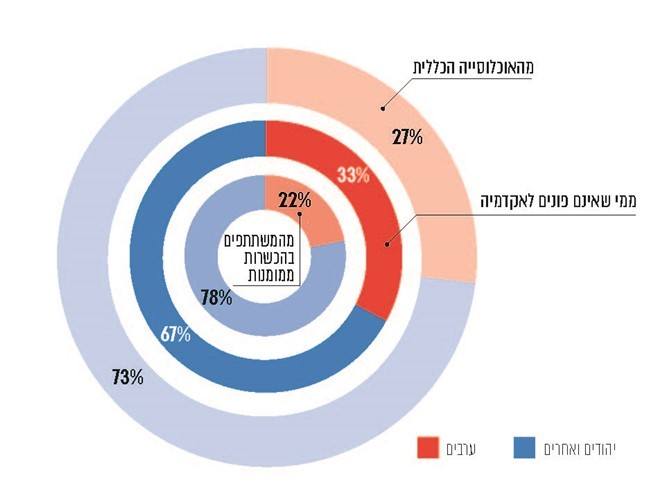 מהאוכלוסייה הכללית
27%
33%
ממי שאינם פונים לאקדמיה
22%
מהמשתתפים
בהכשרות
ממומנות
78%
67%
73%
יהודים ואחרים
ערבים